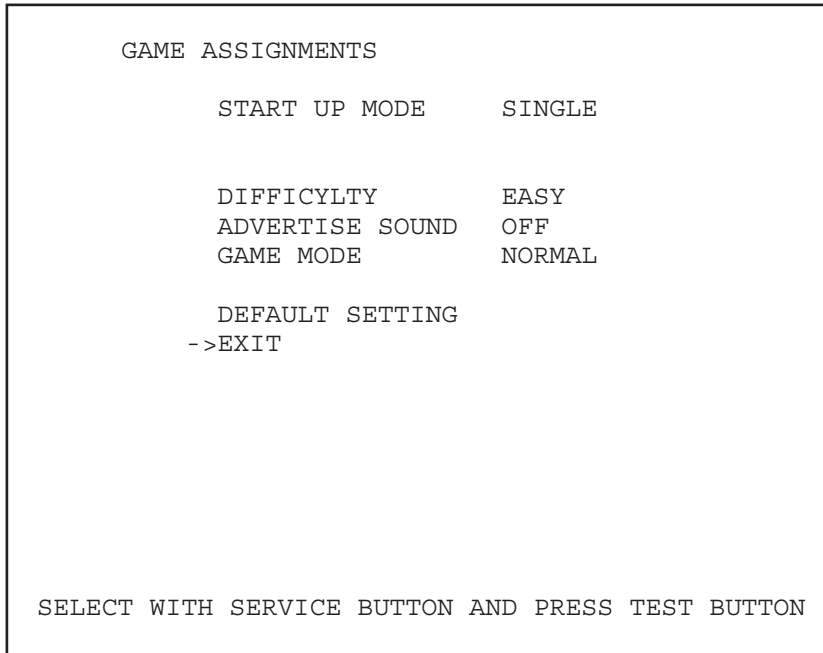 GAME ASSIGNMENTS
START UP MODE SINGLE
DIFFICYLTY EASY
ADVERTISE SOUND OFF
GAME MODE NORMAL
DEFAULT SETTING
->EXIT
SELECT WITH SERVICE BUTTON AND PRESS TEST BUTTON